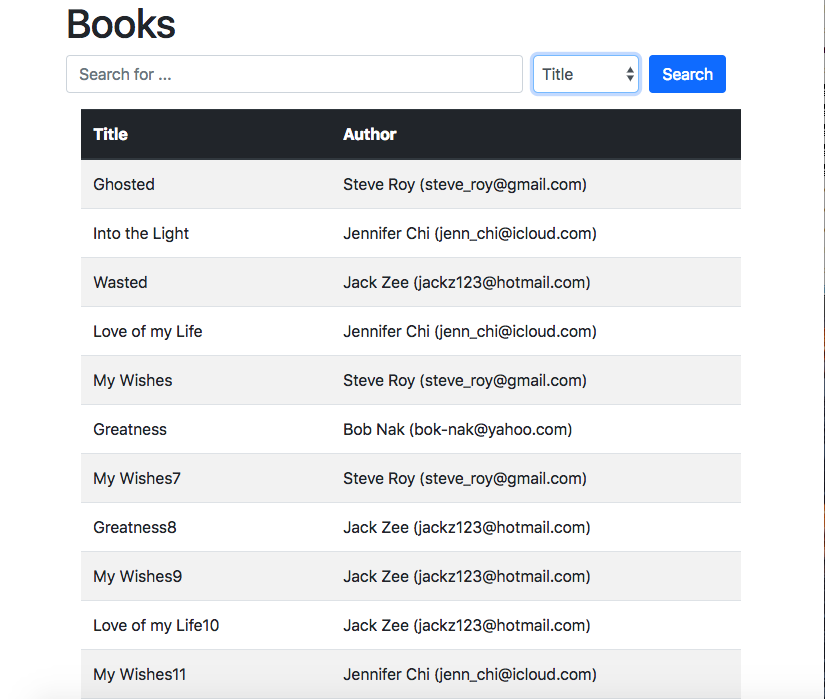 Books
Search for ... Title Search
Title Author
Ghosted Steve Roy (steve_roy@gmail.com)
Into the Light Jennifer Chi (jenn_chi@icloud.com)
Wasted Jack Zee (jackz123@hotmail.com)
Love of my Life Jennifer Chi (jenn_chi@icloud.com)
My Wishes Steve Roy (steve_roy@gmail.com)
Greatness Bob Nak (bok-nak@yahoo.com)
My Wishes7 Steve Roy (steve_roy@gmail.com)
Greatness8 Jack Zee (jackz123@hotmail.com)
My Wishes9 Jack Zee (jackz123@hotmail.com)
Love of my Life10 Jack Zee (jackz123@hotmail.com)
My Wishes11 Jennifer Chi (jenn_chi@icloud.com)